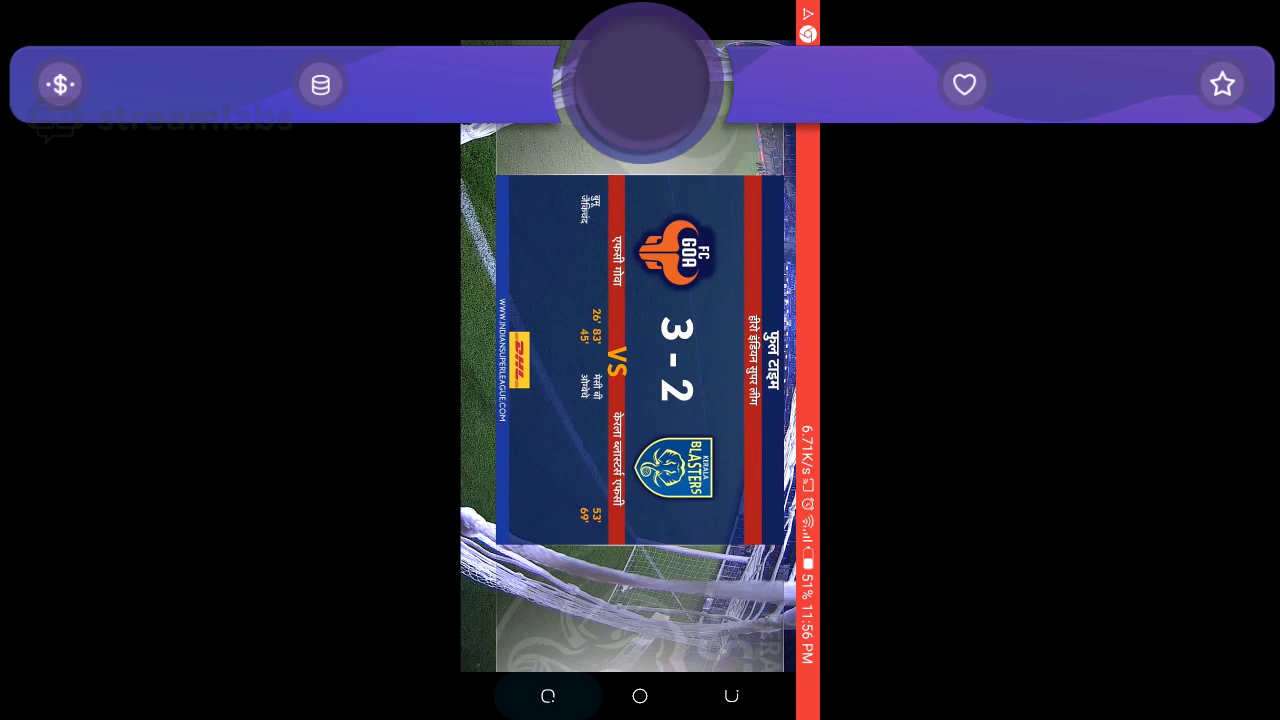 streamlabs
फुल टाइम
हीरो इंडियन सुपर लीग
FC
GOA
3 - 2
KERALA
BLASTERS
एफसी गोवा
VS
केरला ब्लास्टर्स एफसी
बूमू 26' 83'
जैकिचंद 45'
मेसी बी 53'
ओग्बेचे 69'
DHL
WWW.INDIANSUPERLEAGUE.COM
6.71K/s 51% 11:56 PM